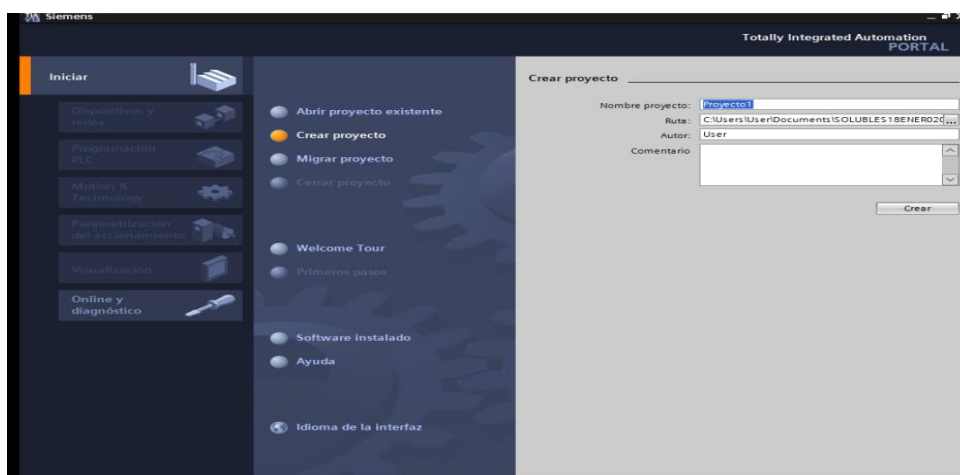 Siemens
Totally Integrated Automation
PORTAL
Iniciar
Dispositivos y
redes
Programación
PLC
Motion &
Technology
Parametrización
del accionamiento
Visualización
Online y
diagnóstico
Abrir proyecto existente
Crear proyecto
Migrar proyecto
Cerrar proyecto
Welcome Tour
Primeros pasos
Software instalado
Ayuda
Idioma de la interfaz
Crear proyecto
Nombre proyecto: Proyecto1
Ruta: C:\Users\User\Documents\SOLUBLES18ENER02 ...
Autor: User
Comentario
Crear